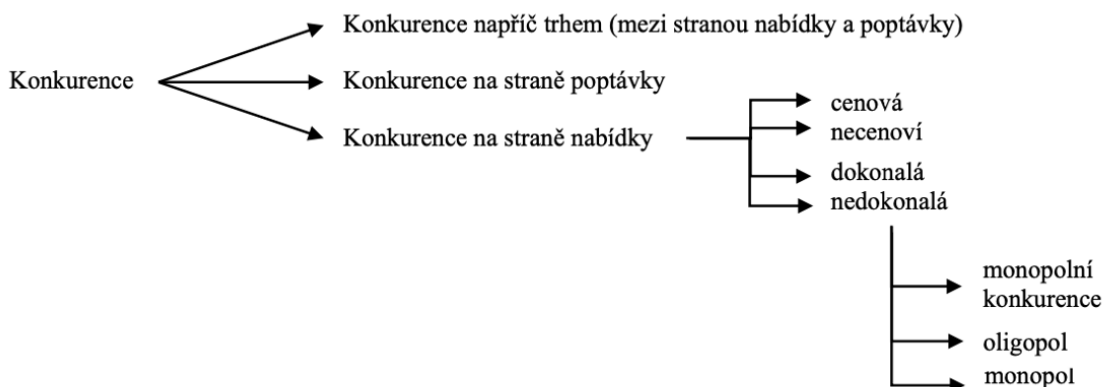 Konkurence napříč trhem (mezi stranou nabídky a poptávky)
Konkurence
Konkurence na straně poptávky
Konkurence na straně nabídky
cenová
necenoví
dokonalá
nedokonalá
monopolní
konkurence
oligopol
monopol